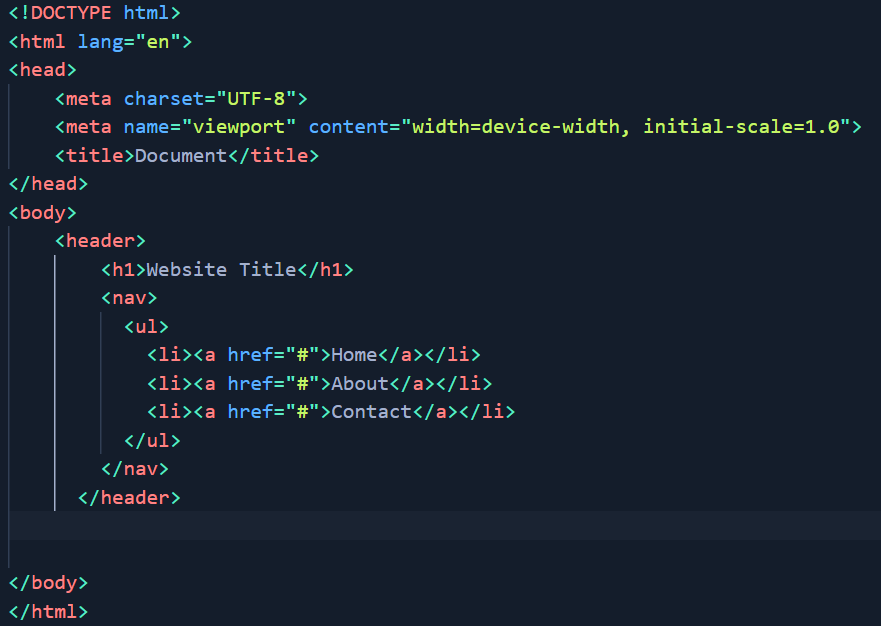 <!DOCTYPE html>
<html lang="en">
<head>
    <meta charset="UTF-8">
    <meta name="viewport" content="width=device-width, initial-scale=1.0">
    <title>Document</title>
</head>
<body>
    <header>
        <h1>Website Title</h1>
        <nav>
          <ul>
            <li><a href="#">Home</a></li>
            <li><a href="#">About</a></li>
            <li><a href="#">Contact</a></li>
          </ul>
        </nav>
      </header>
</body>
</html>